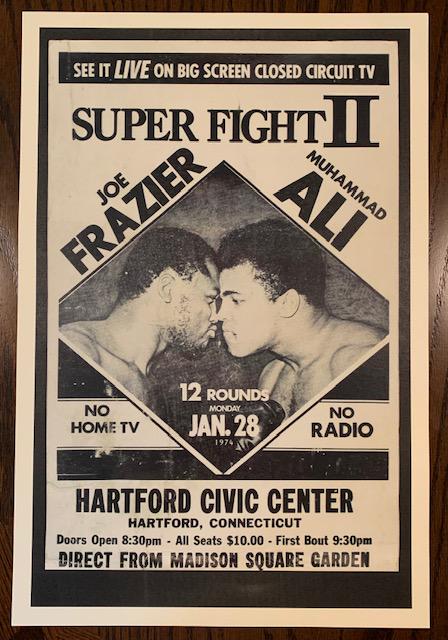 SEE IT LIVE ON BIG SCREEN CLOSED CIRCUIT TV
SUPER FIGHT II
JOE
FRAZIER
MUHAMMAD
ALI
12 ROUNDS
MONDAY
JAN. 28
1974
NO
HOME TV
NO
RADIO
HARTFORD CIVIC CENTER
HARTFORD, CONNECTICUT
Doors Open 8:30pm - All Seats $10.00 - First Bout 9:30pm
DIRECT FROM MADISON SQUARE GARDEN